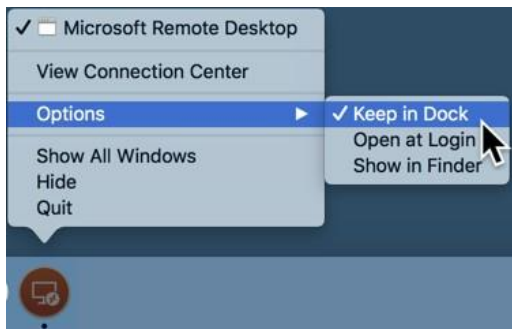 ✓ Microsoft Remote Desktop
View Connection Center
Options
✓ Keep in Dock
Open at Login
Show in Finder
Show All Windows
Hide
Quit